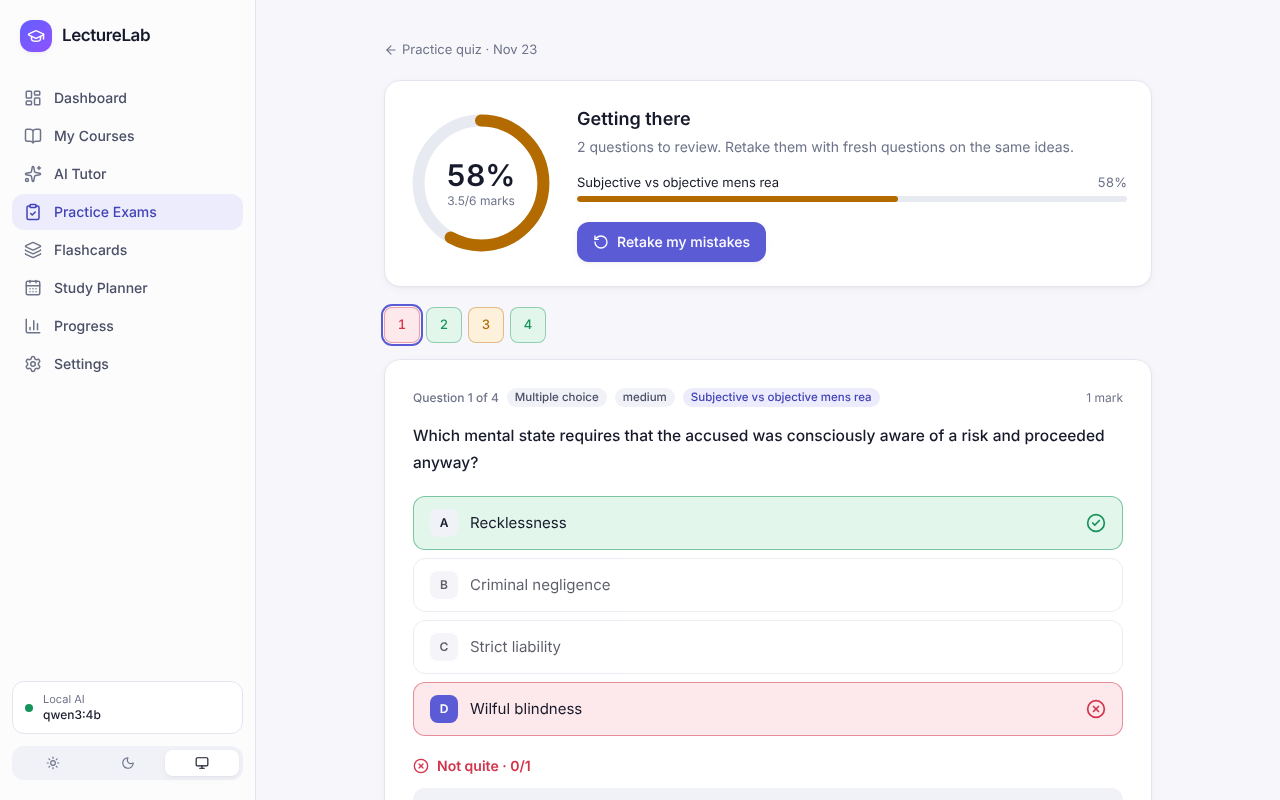 LectureLab
Dashboard
My Courses
AI Tutor
Practice Exams
Flashcards
Study Planner
Progress
Settings
Local AI
qwen3:4b
← Practice quiz · Nov 23
58%
3.5/6 marks
Getting there
2 questions to review. Retake them with fresh questions on the same ideas.
Subjective vs objective mens rea 58%
Retake my mistakes
1 2 3 4
Question 1 of 4 Multiple choice medium Subjective vs objective mens rea 1 mark
Which mental state requires that the accused was consciously aware of a risk and proceeded
anyway?
A Recklessness
B Criminal negligence
C Strict liability
D Wilful blindness
Not quite · 0/1